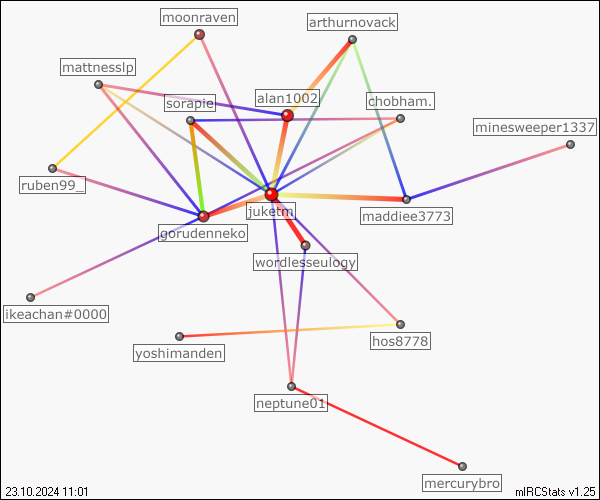 moonraven
arthurnovack
mattnesslp
alan1002
chobham.
sorapie
minesweeper1337
ruben99_
juketm
maddiee3773
gorudenneko
wordlesseulogy
ikeachan#0000
hos8778
yoshimanden
neptune01
mercurybro
23.10.2024 11:01
mIRCStats v1.25